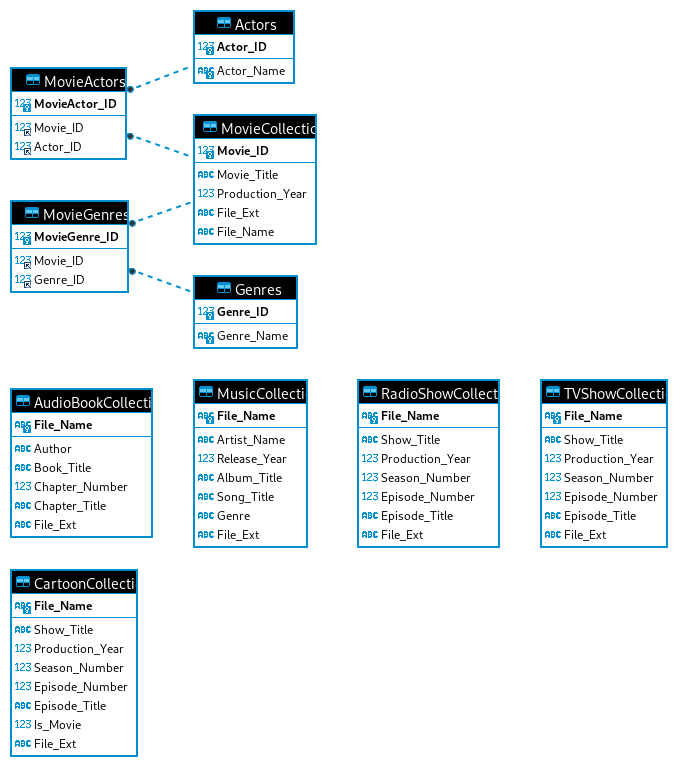 Actors
123 Actor_ID
ABC Actor_Name
MovieActors
123 MovieActor_ID
123 Movie_ID
123 Actor_ID
MovieCollectic
123 Movie_ID
ABC Movie_Title
123 Production_Year
ABC File_Ext
ABC File_Name
MovieGenres
123 MovieGenre_ID
123 Movie_ID
123 Genre_ID
Genres
123 Genre_ID
ABC Genre_Name
AudioBookCollecti
ABC File_Name
ABC Author
ABC Book_Title
123 Chapter_Number
ABC Chapter_Title
ABC File_Ext
MusicCollecti
ABC File_Name
ABC Artist_Name
123 Release_Year
ABC Album_Title
ABC Song_Title
ABC Genre
ABC File_Ext
RadioShowCollect
ABC File_Name
ABC Show_Title
123 Production_Year
123 Season_Number
123 Episode_Number
ABC Episode_Title
ABC File_Ext
TVShowCollecti
ABC File_Name
ABC Show_Title
123 Production_Year
123 Season_Number
123 Episode_Number
ABC Episode_Title
ABC File_Ext
CartoonCollecti
ABC File_Name
ABC Show_Title
123 Production_Year
123 Season_Number
123 Episode_Number
ABC Episode_Title
123 Is_Movie
ABC File_Ext